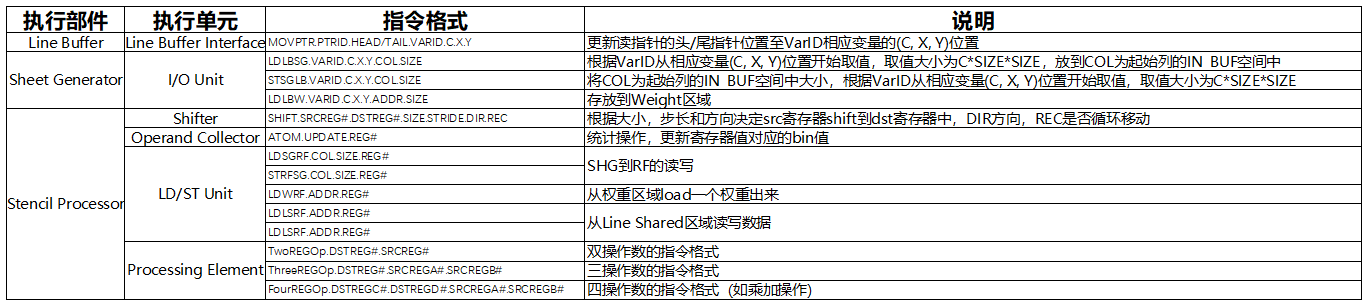 执行部件 执行单元 指令格式 说明
Line Buffer Line Buffer Interface MOVPTR.PTRID.HEAD/TAIL.VARID.C.X.Y 更新读指针的头/尾指针位置至VarID相应变量的(C, X, Y)位置
Sheet Generator I/O Unit LDLBSG.VARID.C.X.Y.COL.SIZE 根据VarID从相应变量(C, X, Y)位置开始取值，取值大小为C*SIZE*SIZE，放到COL为起始列的IN_BUF空间中
STSGLB.VARID.C.X.Y.COL.SIZE 将COL为起始列的IN_BUF空间中大小，根据VarID从相应变量(C, X, Y)位置开始取值，取值大小为C*SIZE*SIZE
LDLBW.VARID.C.X.Y.ADDR.SIZE 存放到Weight区域
Stencil Processor Shifter SHIFT.SRCREG#.DSTREG#.SIZE.STRIDE.DIR.REC 根据大小，步长和方向决定src寄存器shift到dst寄存器中，DIR方向，REC是否循环移动
Operand Collector ATOM.UPDATE.REG# 统计操作，更新寄存器值对应的bin值
LD/ST Unit LDSGRF.COL.SIZE.REG# SHG到RF的读写
STRFSG.COL.SIZE.REG#
LDWRF.ADDR.REG# 从权重区域load一个权重出来
LDLSRF.ADDR.REG# 从Line Shared区域读写数据
LDLSRF.ADDR.REG#
Processing Element TwoREGOp.DSTREG#.SRCREG# 双操作数的指令格式
ThreeREGOp.DSTREG#.SRCREGA#.SRCREGB# 三操作数的指令格式
FourREGOp.DSTREGC#.DSTREGD#.SRCREGA#.SRCREGB# 四操作数的指令格式 (如乘加操作)